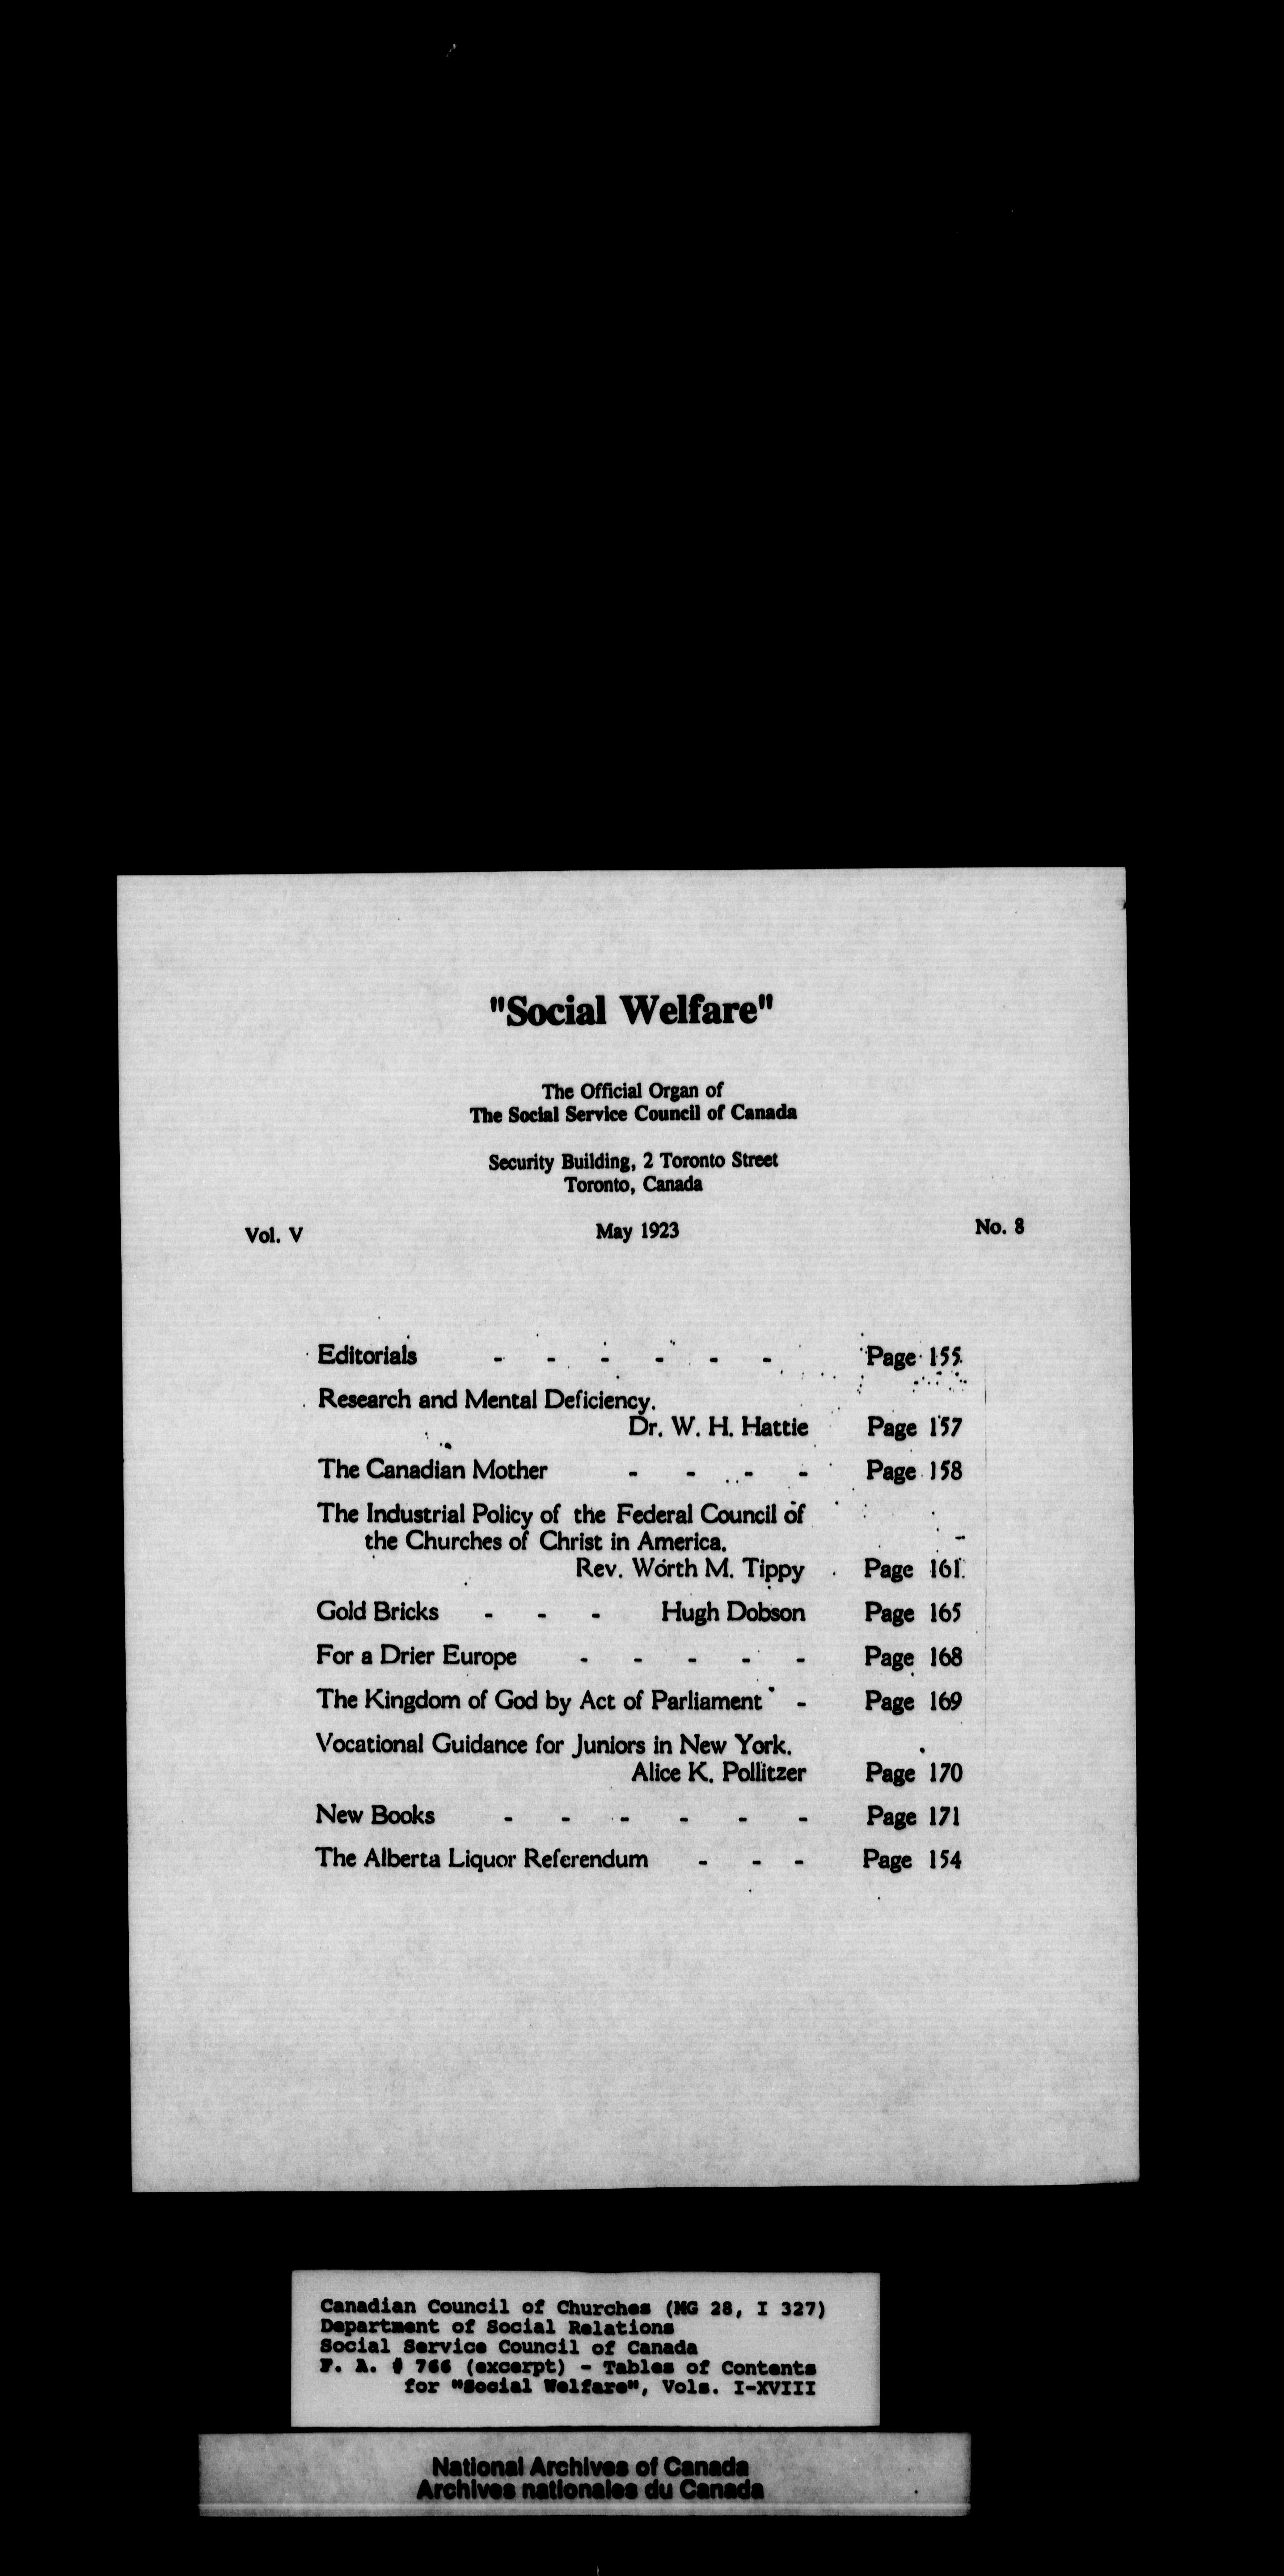 "Social Welfare"
The Official Organ of
The Social Service Council of Canada
Security Building, 2 Toronto Street
Toronto, Canada
Vol. V May 1923 No. 8
Editorials - - - - - - Page 155
Research and Mental Deficiency.
Dr. W. H. Hattie Page 157
The Canadian Mother - - - - Page 158
The Industrial Policy of the Federal Council of
the Churches of Christ in America.
Rev. Worth M. Tippy Page 161
Gold Bricks - - - Hugh Dobson Page 165
For a Drier Europe - - - - - Page 168
The Kingdom of God by Act of Parliament - Page 169
Vocational Guidance for Juniors in New York.
Alice K. Pollitzer Page 170
New Books - - - - - - Page 171
The Alberta Liquor Referendum - - - Page 154
Canadian Council of Churches (MG 28, I 327)
Department of Social Relations
Social Service Council of Canada
F. A. # 766 (excerpt) - Tables of Contents
for "Social Welfare", Vols. I-XVIII
National Archives of Canada
Archives nationales du Canada